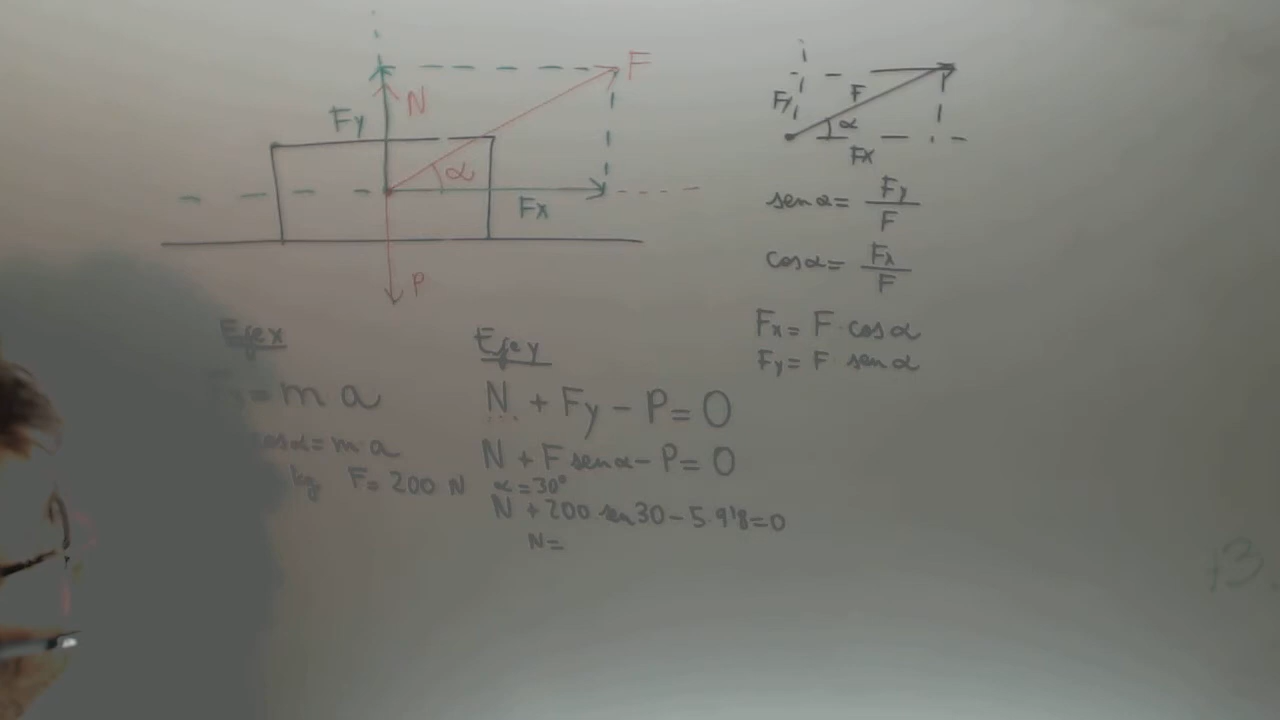 F
N
Fy
α
Fx
P
Fy
F
α
Fx
sen α = Fy / F
cos α = Fx / F
Fx = F · cos α
Fy = F sen α
Eje x
= m a
cos α = m a
kg F = 200 N
Eje y
N + Fy - P = 0
N + F sen α - P = 0
α = 30°
N + 200 · sen 30 - 5 · 9'8 = 0
N =